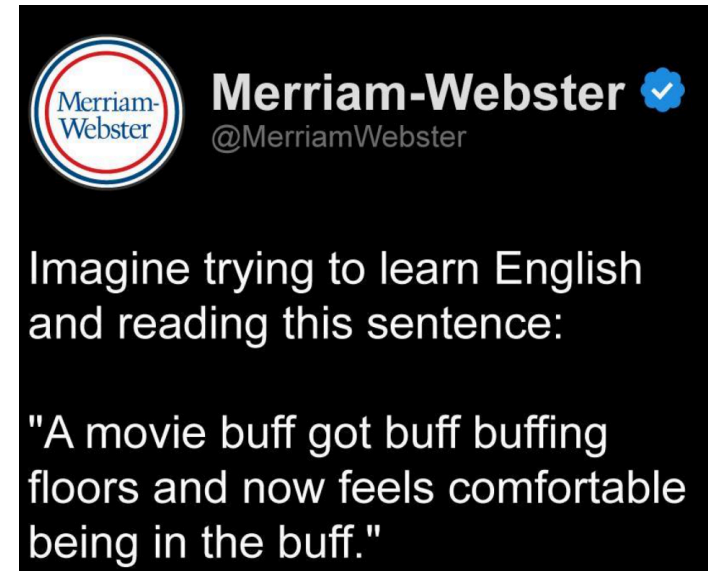 Merriam-
Webster
Merriam-Webster
@MerriamWebster
Imagine trying to learn English
and reading this sentence:
"A movie buff got buff buffing
floors and now feels comfortable
being in the buff."